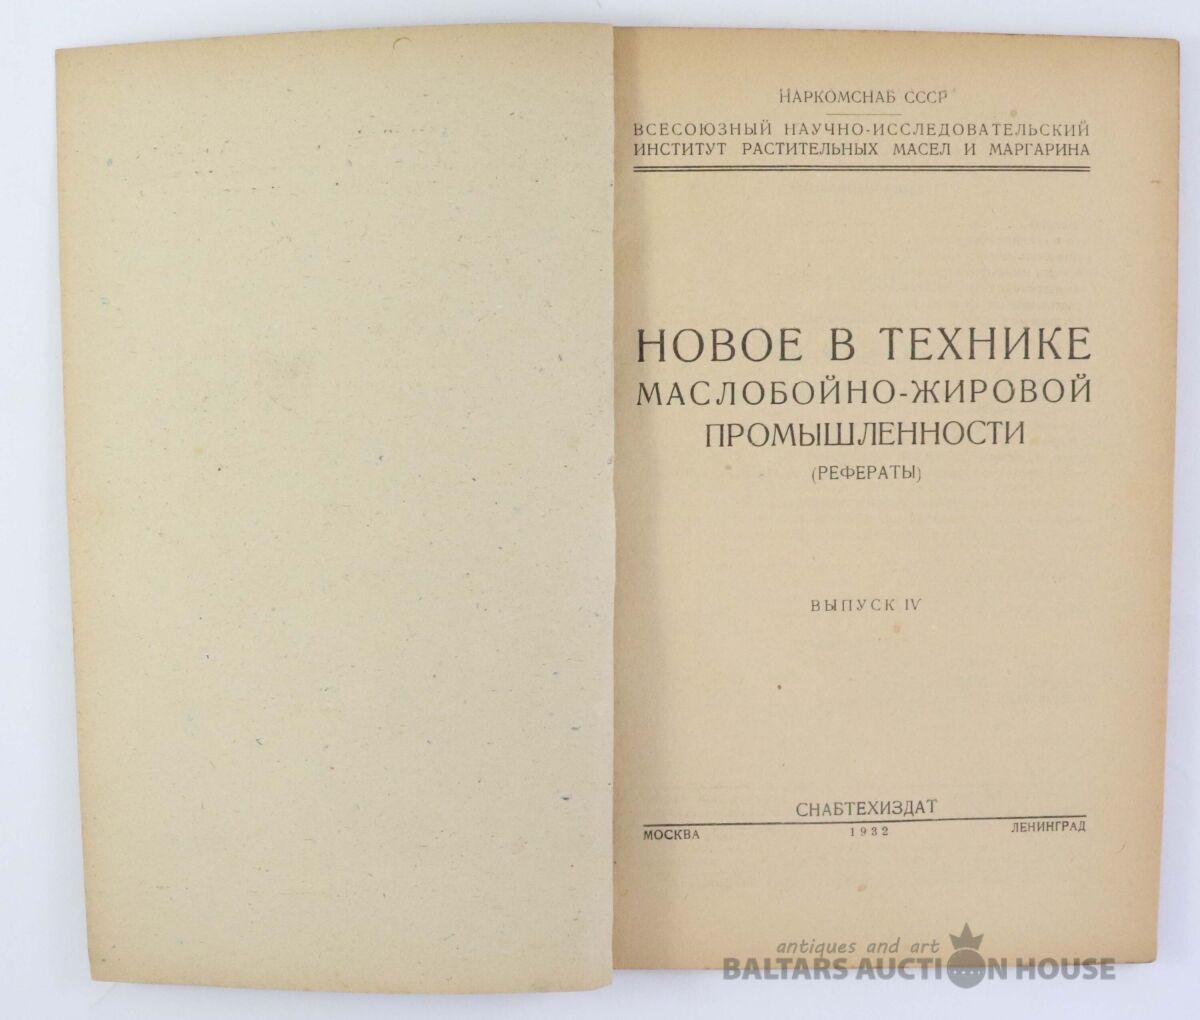 НАРКОМСНАБ СССР
ВСЕСОЮЗНЫЙ НАУЧНО-ИССЛЕДОВАТЕЛЬСКИЙ
ИНСТИТУТ РАСТИТЕЛЬНЫХ МАСЕЛ И МАРГАРИНА
НОВОЕ В ТЕХНИКЕ
МАСЛОБОЙНО-ЖИРОВОЙ
ПРОМЫШЛЕННОСТИ
(РЕФЕРАТЫ)
ВЫПУСК IV
СНАБТЕХИЗДАТ
МОСКВА 1932 ЛЕНИНГРАД
antiques and art
BALTARS AUCTION HOUSE